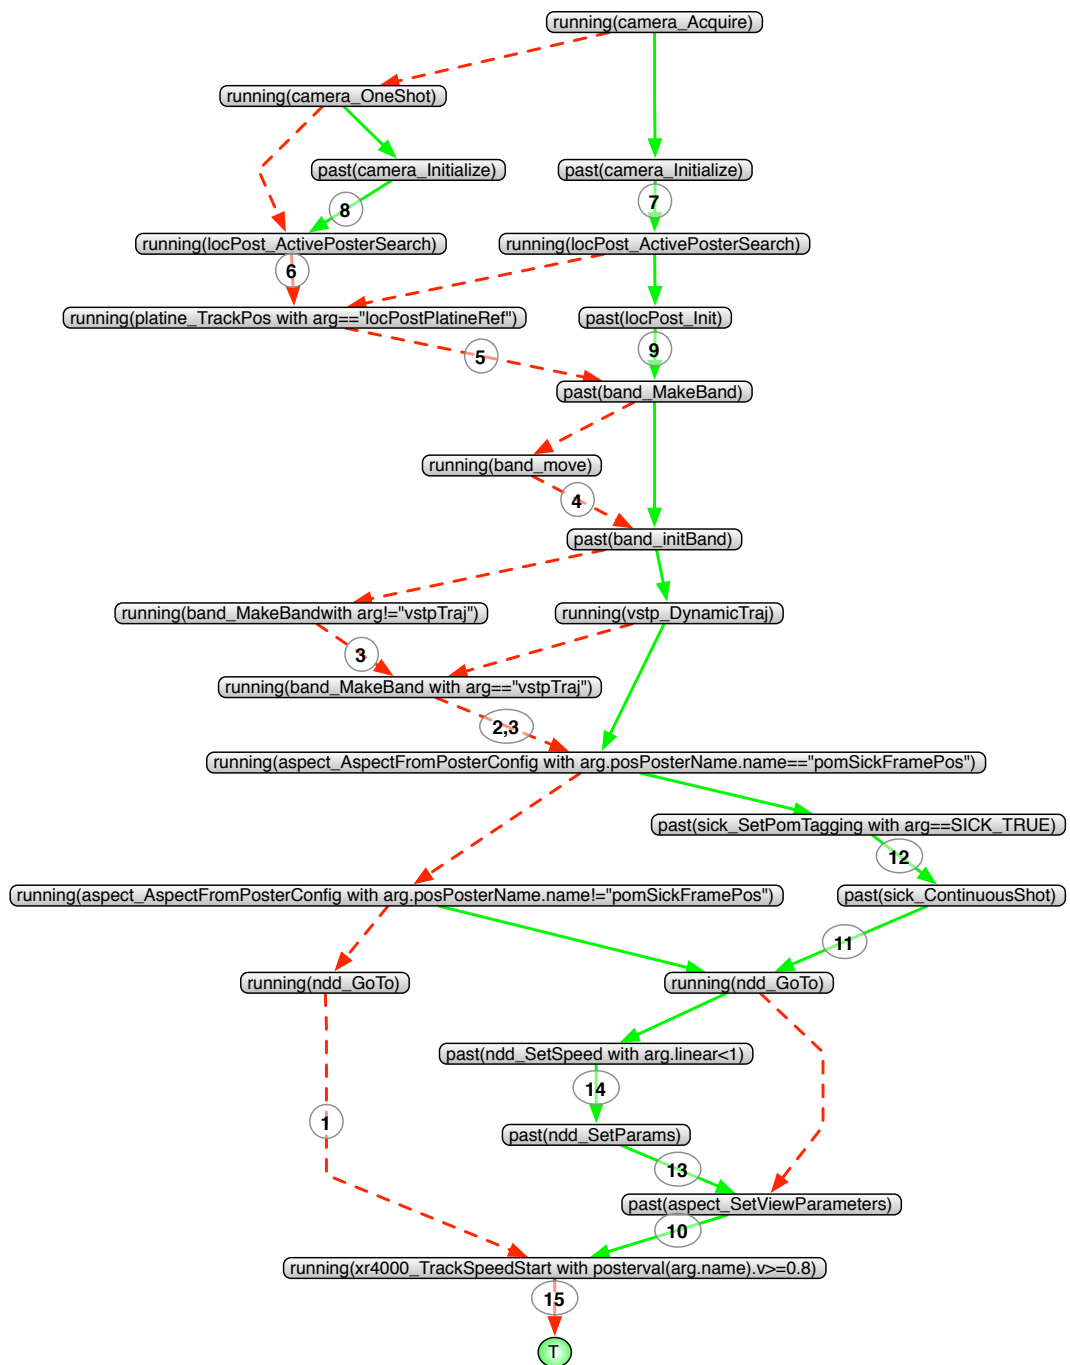 running(camera_Acquire)
running(camera_OneShot)
past(camera_Initialize)
past(camera_Initialize)
8
7
running(locPost_ActivePosterSearch)
running(locPost_ActivePosterSearch)
6
running(platine_TrackPos with arg=="locPostPlatineRef")
past(locPost_Init)
5
9
past(band_MakeBand)
running(band_move)
4
past(band_initBand)
running(band_MakeBandwith arg!="vstpTraj")
running(vstp_DynamicTraj)
3
running(band_MakeBand with arg=="vstpTraj")
2,3
running(aspect_AspectFromPosterConfig with arg.posPosterName.name=="pomSickFramePos")
past(sick_SetPomTagging with arg==SICK_TRUE)
12
running(aspect_AspectFromPosterConfig with arg.posPosterName.name!="pomSickFramePos")
past(sick_ContinuousShot)
11
running(ndd_GoTo)
running(ndd_GoTo)
past(ndd_SetSpeed with arg.linear<1)
14
1
past(ndd_SetParams)
13
past(aspect_SetViewParameters)
10
running(xr4000_TrackSpeedStart with posterval(arg.name).v>=0.8)
15
T